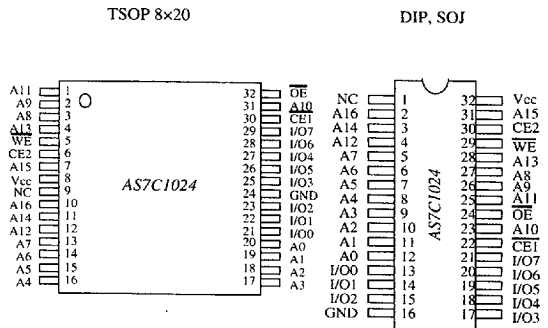 TSOP 8×20
A11 1
A9 2
A8 3
A13 4
W̅E̅ 5
CE2 6
A15 7
Vcc 8
NC 9
A16 10
A14 11
A12 12
A7 13
A6 14
A5 15
A4 16
AS7C1024
32 O̅E̅
31 A10
30 C̅E̅1̅
29 I/O7
28 I/O6
27 I/O4
26 I/O5
25 I/O3
24 GND
23 I/O2
22 I/O1
21 I/O0
20 A0
19 A1
18 A2
17 A3
DIP, SOJ
NC 1
A16 2
A14 3
A12 4
A7 5
A6 6
A5 7
A4 8
A3 9
A2 10
A1 11
A0 12
I/O0 13
I/O1 14
I/O2 15
GND 16
AS7C1024
32 Vcc
31 A15
30 CE2
29 W̅E̅
28 A13
27 A8
26 A9
25 A11
24 O̅E̅
23 A10
22 C̅E̅1̅
21 I/O7
20 I/O6
19 I/O5
18 I/O4
17 I/O3